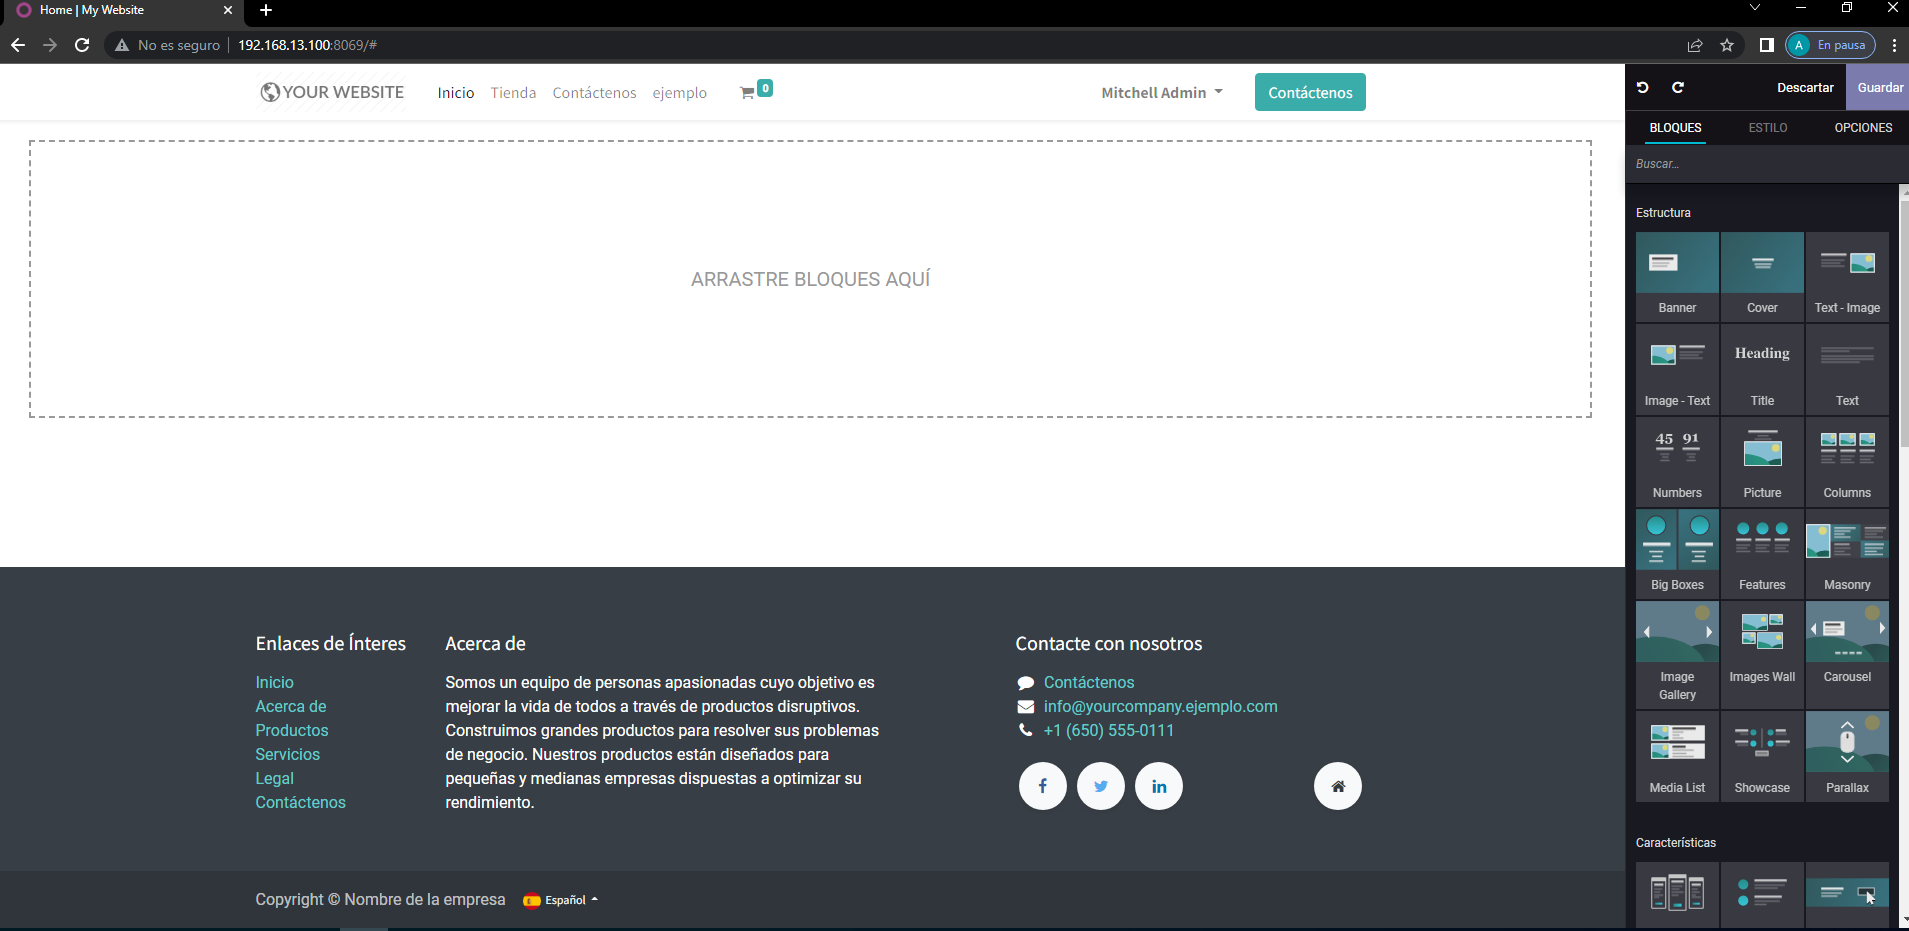 Home | My Website
No es seguro
192.168.13.100:8069/#
A En pausa
YOUR WEBSITE
Inicio
Tienda
Contáctenos
ejemplo
0
Mitchell Admin
Contáctenos
Descartar
Guardar
BLOQUES
ESTILO
OPCIONES
Buscar...
ARRASTRE BLOQUES AQUÍ
Estructura
Banner
Cover
Text - Image
Image - Text
Heading
Title
Text
45 91
Numbers
Picture
Columns
Big Boxes
Features
Masonry
Image
Gallery
Images Wall
Carousel
Media List
Showcase
Parallax
Características
Enlaces de Ínteres
Inicio
Acerca de
Productos
Servicios
Legal
Contáctenos
Acerca de
Somos un equipo de personas apasionadas cuyo objetivo es
mejorar la vida de todos a través de productos disruptivos.
Construimos grandes productos para resolver sus problemas
de negocio. Nuestros productos están diseñados para
pequeñas y medianas empresas dispuestas a optimizar su
rendimiento.
Contacte con nosotros
Contáctenos
info@yourcompany.ejemplo.com
+1 (650) 555-0111
Copyright © Nombre de la empresa
Español